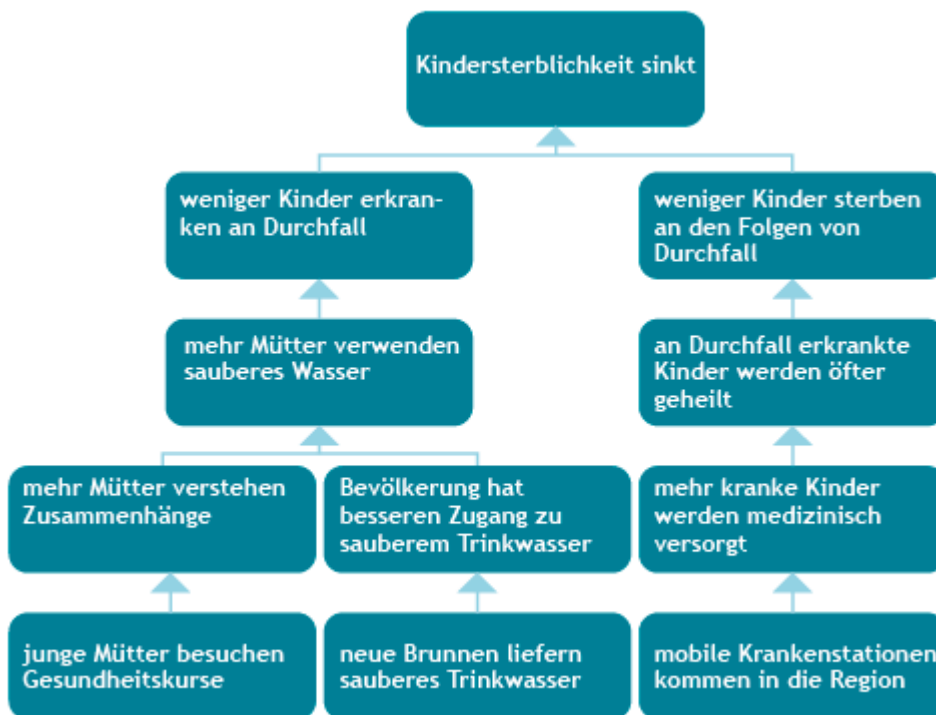 Kindersterblichkeit sinkt
weniger Kinder erkran-
ken an Durchfall
weniger Kinder sterben
an den Folgen von
Durchfall
mehr Mütter verwenden
sauberes Wasser
an Durchfall erkrankte
Kinder werden öfter
geheilt
mehr Mütter verstehen
Zusammenhänge
Bevölkerung hat
besseren Zugang zu
sauberem Trinkwasser
mehr kranke Kinder
werden medizinisch
versorgt
junge Mütter besuchen
Gesundheitskurse
neue Brunnen liefern
sauberes Trinkwasser
mobile Krankenstationen
kommen in die Region